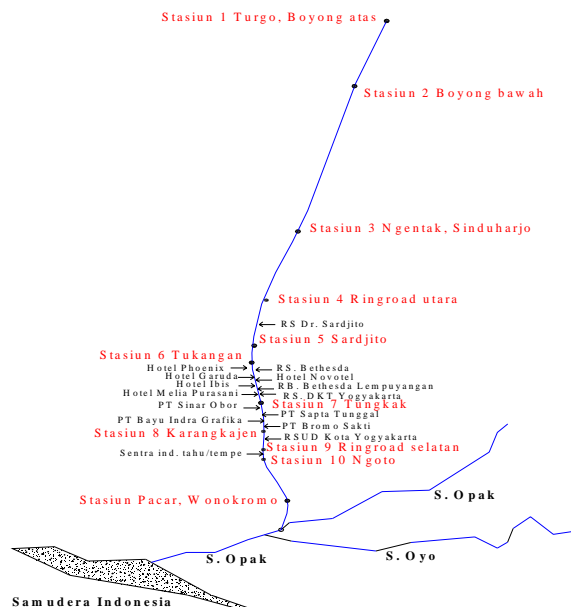 Stasiun 1 Turgo, Boyong atas
Stasiun 2 Boyong bawah
Stasiun 3 Ngentak, Sinduharjo
Stasiun 4 Ringroad utara
RS Dr. Sardjito
Stasiun 5 Sardjito
Stasiun 6 Tukangan
Hotel Phoenix
RS. Bethesda
Hotel Garuda
Hotel Novotel
Hotel Ibis
RB. Bethesda Lempuyangan
Hotel Melia Purasani
RS. DKT Yogyakarta
Stasiun 7 Tungkak
PT Sinar Obor
PT Sapta Tunggal
PT Bayu Indra Grafika
PT Bromo Sakti
Stasiun 8 Karangkajen
RSUD Kota Yogyakarta
Stasiun 9 Ringroad selatan
Sentra ind. tahu/tempe
Stasiun 10 Ngoto
Stasiun Pacar, Wonokromo
S. Opak
S. Opak
S. Oyo
Samudera Indonesia